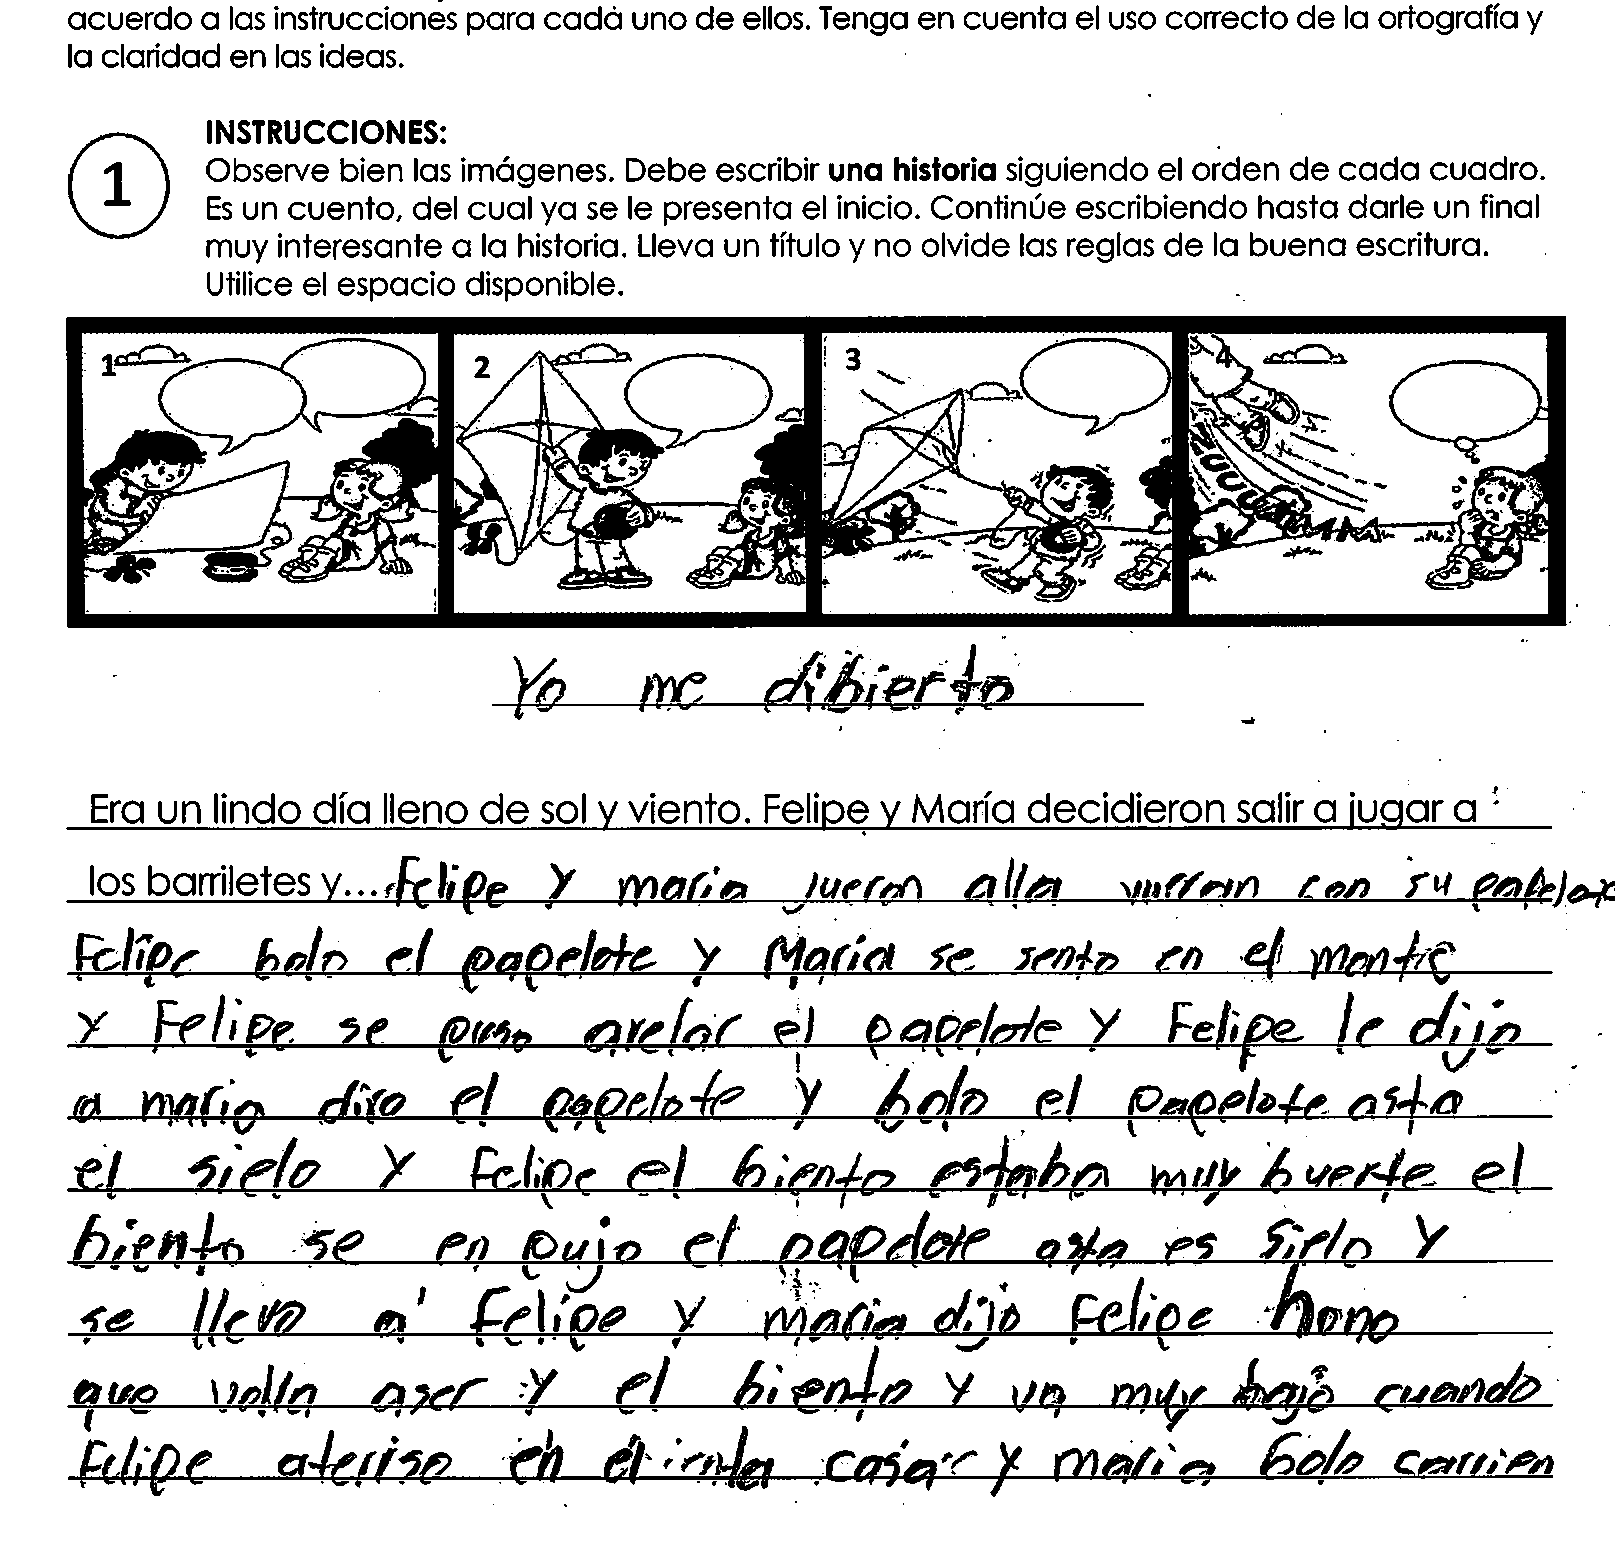 acuerdo a las instrucciones para cada uno de ellos. Tenga en cuenta el uso correcto de la ortografía y
la claridad en las ideas.
1
INSTRUCCIONES:
Observe bien las imágenes. Debe escribir una historia siguiendo el orden de cada cuadro.
Es un cuento, del cual ya se le presenta el inicio. Continúe escribiendo hasta darle un final
muy interesante a la historia. Lleva un título y no olvide las reglas de la buena escritura.
Utilice el espacio disponible.
1 2 3 4
Yo me dibierto
Era un lindo día lleno de sol y viento. Felipe y María decidieron salir a jugar a
los barriletes y... Felipe y maria jueron alla con su
Felipe bolo el papelote y Maria se sento en el monte
y Felipe se puso avelar el papelote y Felipe le dijo
a maria diro el papelote y bolo el papelote asta
el sielo y Felipe el biento estaba muy buerte el
biento se en pujo el papelote asta es sielo y
se llevo a Felipe y maria dijo Felipe hono
que volla aser y el biento y va muy bajo cuando
Felipe ateriso en casa y maria bolo carrien